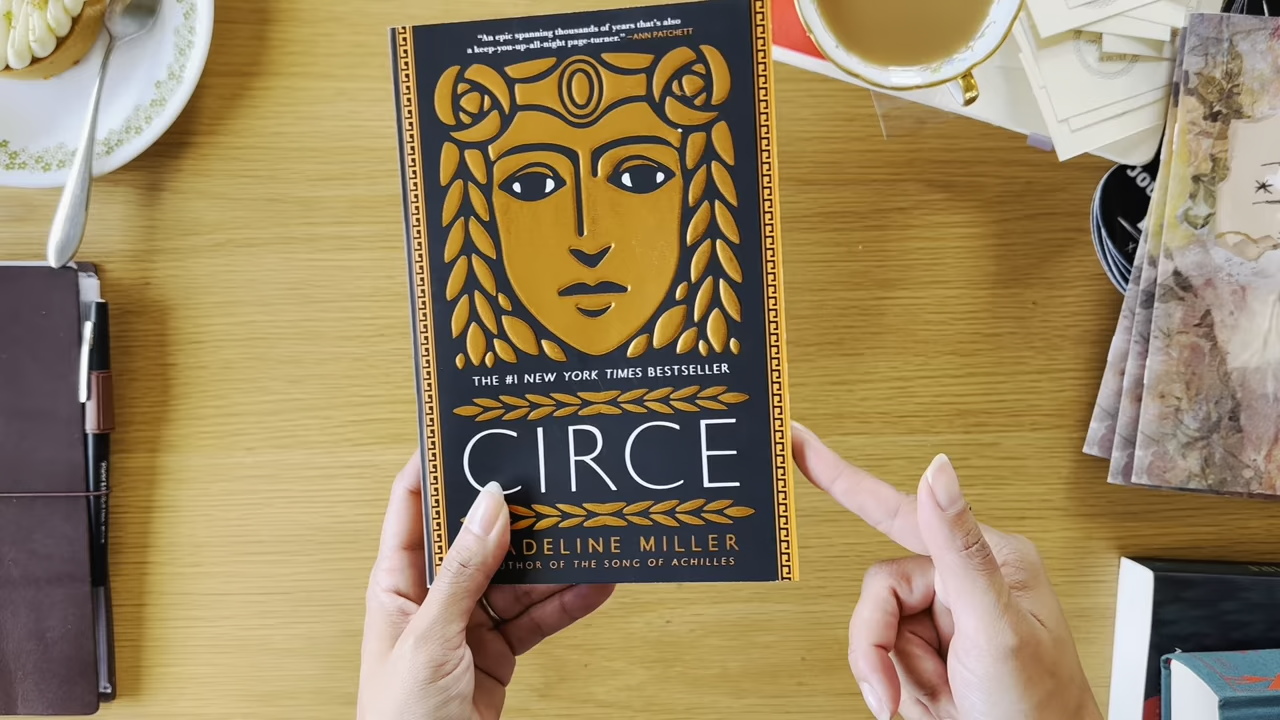 "An epic spanning thousands of years that's also
a keep-you-up-all-night page-turner." —ANN PATCHETT
THE #1 NEW YORK TIMES BESTSELLER
CIRCE
ADELINE MILLER
UTHOR OF THE SONG OF ACHILLES
JOU